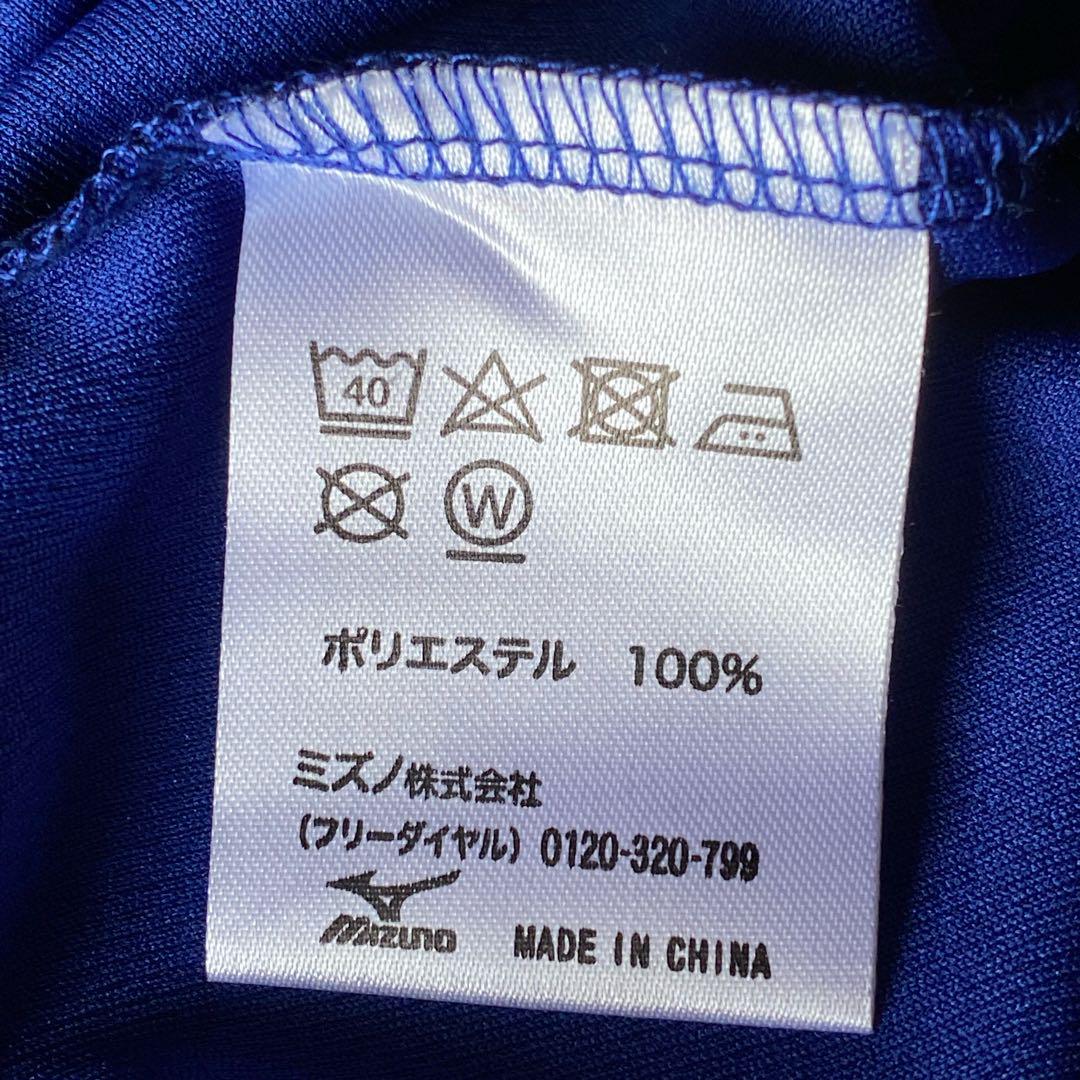 40
W
ポリエステル 100%
ミズノ株式会社
(フリーダイヤル) 0120-320-799
MIZUNO MADE IN CHINA